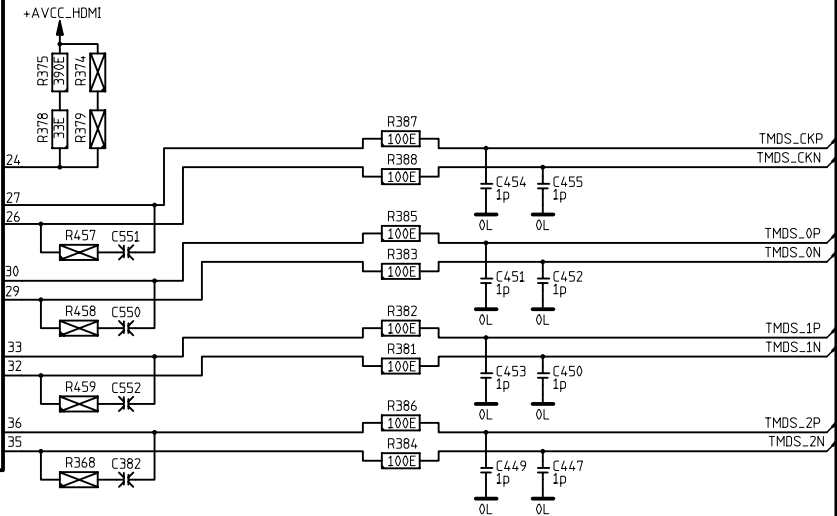 +AVCC_HDMI
R375
390E
R374
R378
33E
R379
24
27
26
R457
C551
R387
100E
R388
100E
TMDS_CKP
TMDS_CKN
C454
1p
C455
1p
0L
0L
30
29
R458
C550
R385
100E
R383
100E
TMDS_0P
TMDS_0N
C451
1p
C452
1p
0L
0L
33
32
R459
C552
R382
100E
R381
100E
TMDS_1P
TMDS_1N
C453
1p
C450
1p
0L
0L
36
35
R368
C382
R386
100E
R384
100E
TMDS_2P
TMDS_2N
C449
1p
C447
1p
0L
0L